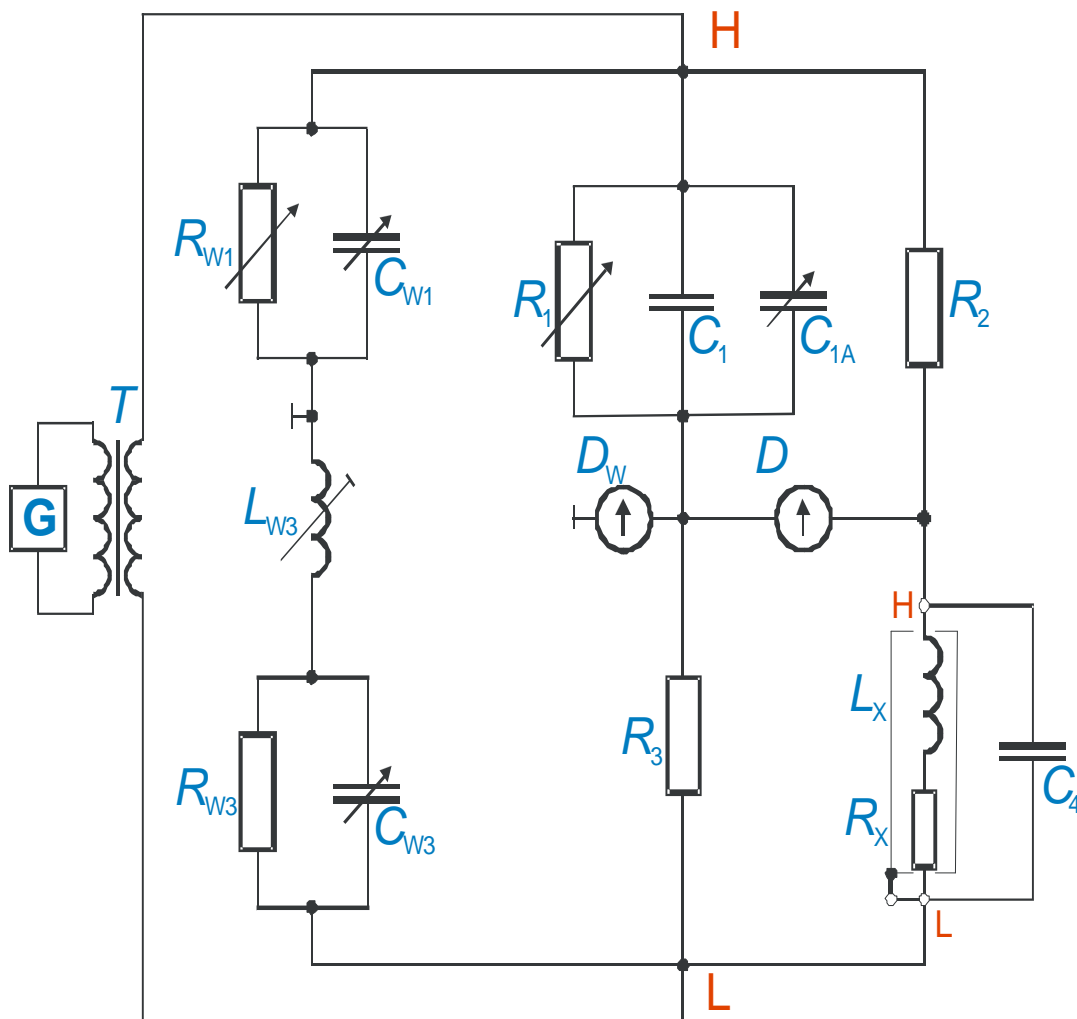 H
R_W1
C_W1
R_1
C_1
C_1A
R_2
T
D_W
D
G
L_W3
H
L_X
R_3
R_W3
C_W3
C_4
R_X
L
L